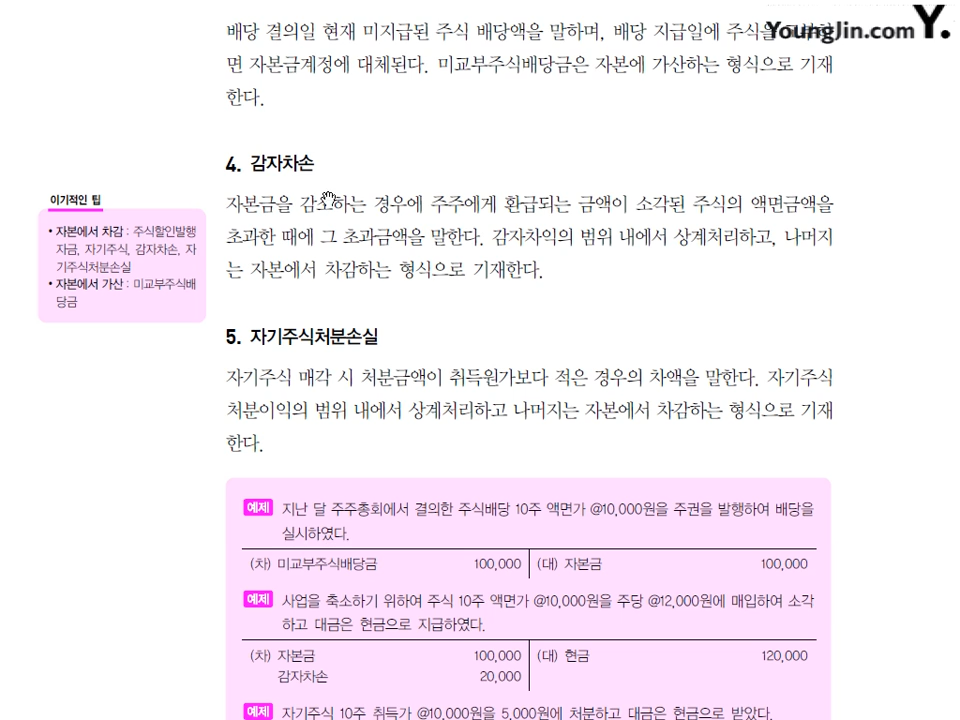 배당 결의일 현재 미지급된 주식 배당액을 말하며, 배당 지급일에 주식을
YoungJin.com Y.
면 자본금계정에 대체된다. 미교부주식배당금은 자본에 가산하는 형식으로 기재
한다.
4. 감자차손
이기적인 팁
• 자본에서 차감 : 주식할인발행
자금, 자기주식, 감자차손, 자
기주식처분손실
• 자본에서 가산 : 미교부주식배
당금
자본금을 감소하는 경우에 주주에게 환급되는 금액이 소각된 주식의 액면금액을
초과한 때에 그 초과금액을 말한다. 감자차익의 범위 내에서 상계처리하고, 나머지
는 자본에서 차감하는 형식으로 기재한다.
5. 자기주식처분손실
자기주식 매각 시 처분금액이 취득원가보다 적은 경우의 차액을 말한다. 자기주식
처분이익의 범위 내에서 상계처리하고 나머지는 자본에서 차감하는 형식으로 기재
한다.
예제 지난 달 주주총회에서 결의한 주식배당 10주 액면가 @10,000원을 주권을 발행하여 배당을
실시하였다.
(차) 미교부주식배당금 100,000 (대) 자본금 100,000
예제 사업을 축소하기 위하여 주식 10주 액면가 @10,000원을 주당 @12,000원에 매입하여 소각
하고 대금은 현금으로 지급하였다.
(차) 자본금 100,000 (대) 현금 120,000
감자차손 20,000
예제 자기주식 10주 취득가 @10,000원을 5,000원에 처분하고 대금은 현금으로 받았다.